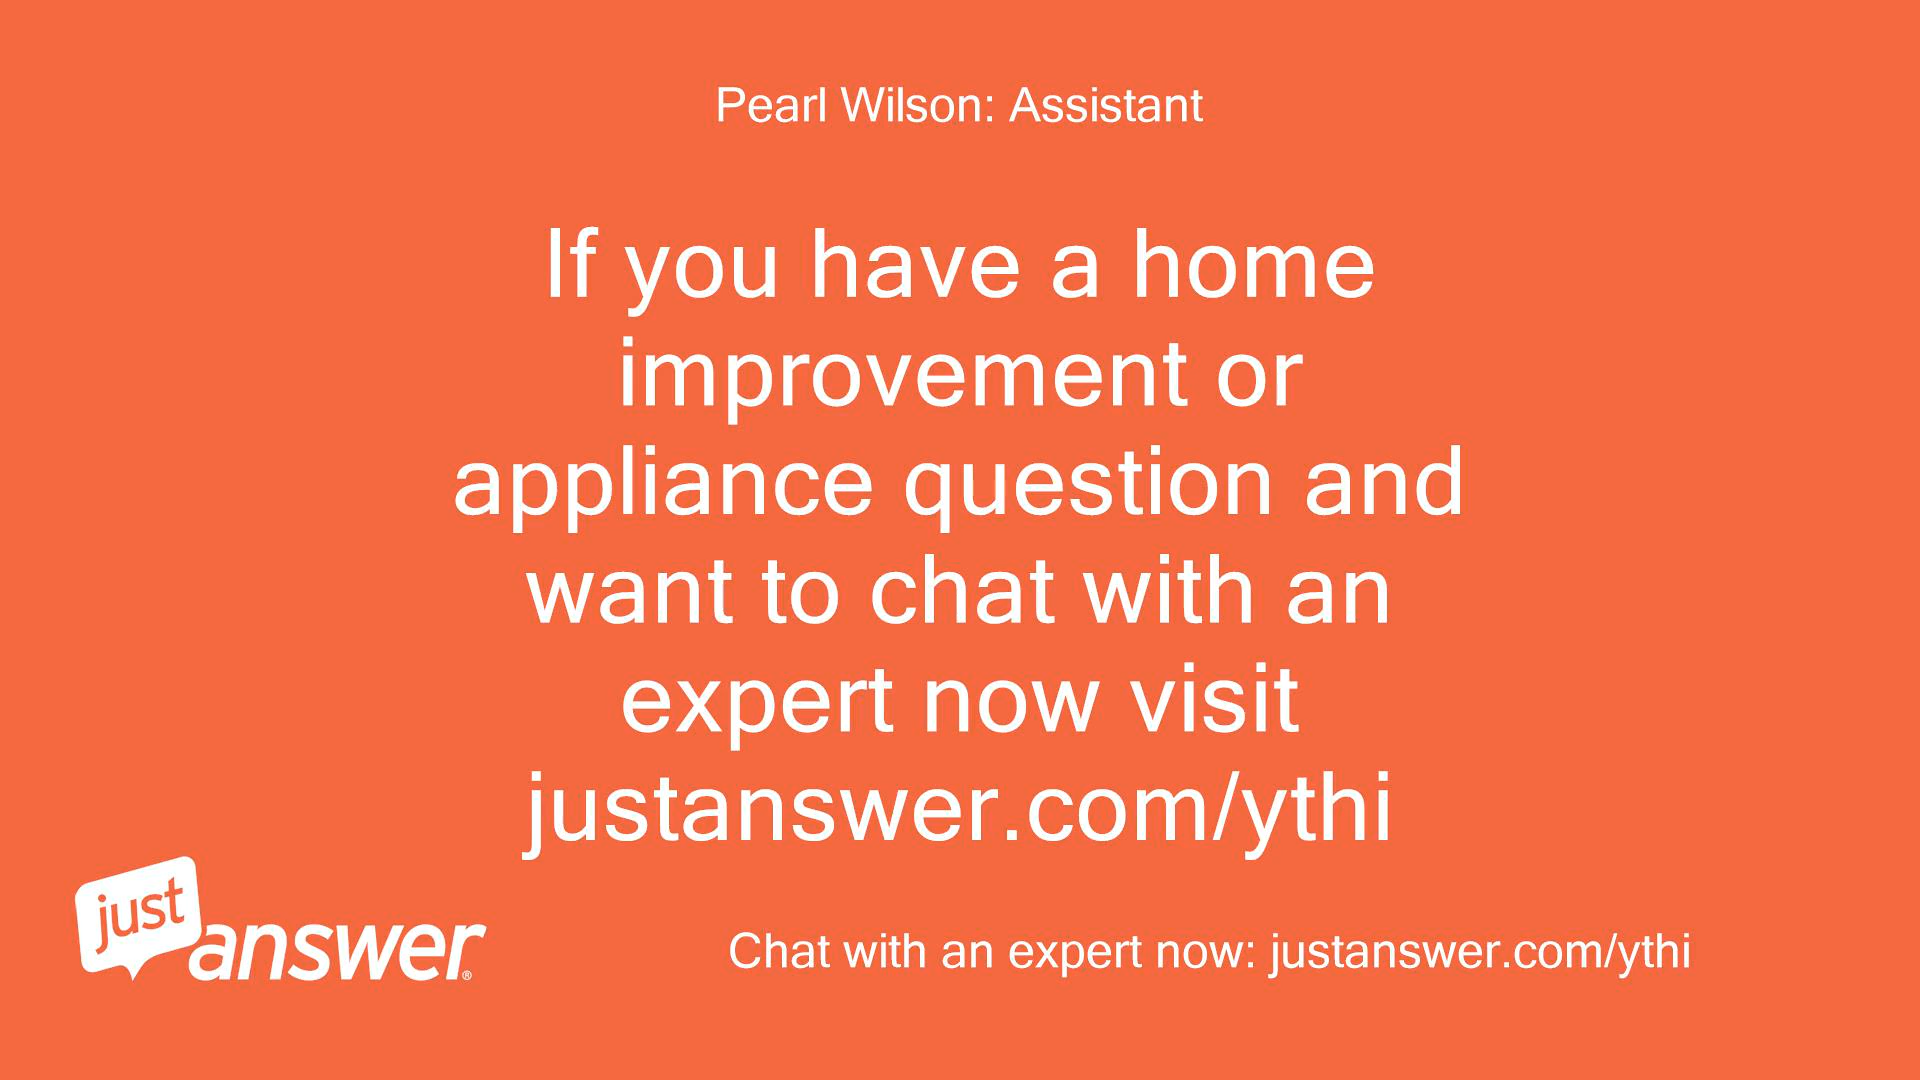 Pearl Wilson: Assistant
If you have a home
improvement or
appliance question and
want to chat with an
expert now visit
justanswer.com/ythi
just
answer®
Chat with an expert now: justanswer.com/ythi